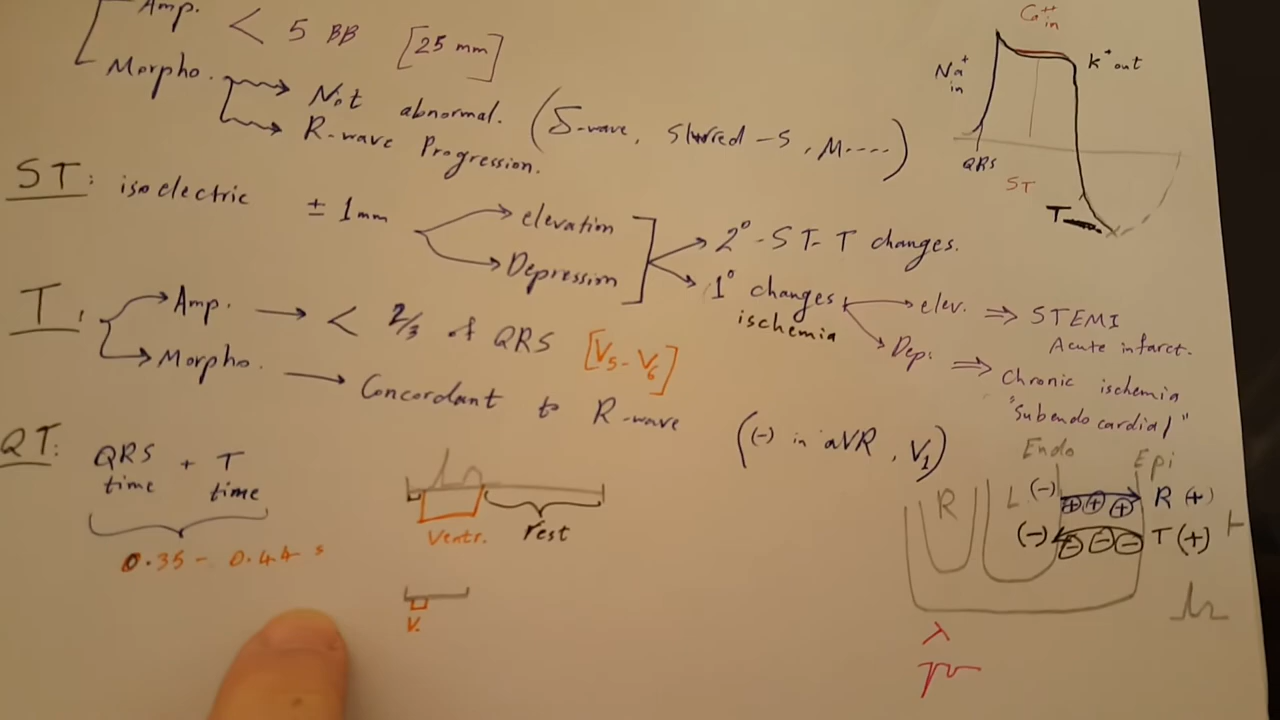 Amp. < 5 BB [25 mm]
Morpho. Not abnormal. (δ-wave, slurred-S, M....)
R-wave Progression.
ST: isoelectric ± 1mm elevation
Depression
2° - ST-T changes.
1° changes
ischemia
elev. ⇒ STEMI
Acute infarct.
Dep. ⇒ Chronic ischemia
"Subendocardial"
T, Amp. → < 2/3 of QRS [V5-V6]
Morpho. → Concordant to R-wave ((-) in aVR, V1)
QT: QRS time + T time
0.35 - 0.44 s
Ventr. rest
V.
Ca++ in
Na+ in
K+ out
QRS
ST
T
Endo
Epi
R L (-) + + + R (+)
(-) - - - T (+)